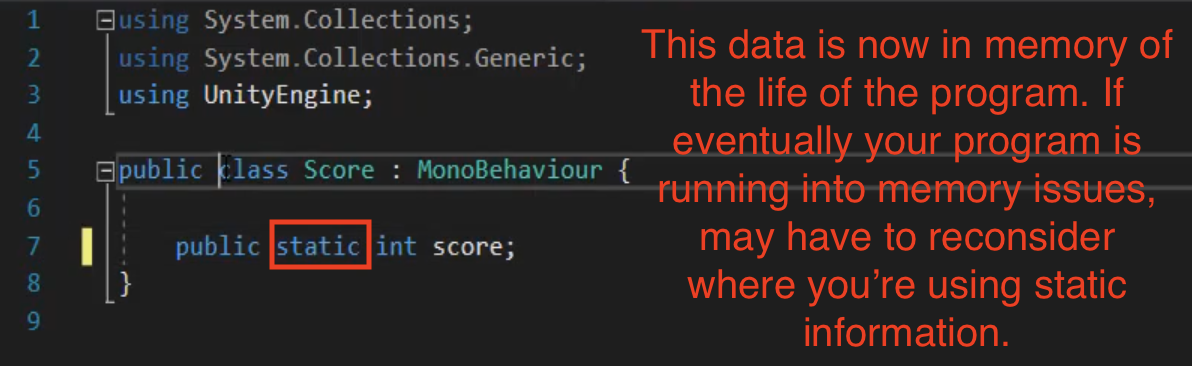 1 using System.Collections;
2 using System.Collections.Generic;
3 using UnityEngine;
4
5 public class Score : MonoBehaviour {
6
7 public static int score;
8 }
9
This data is now in memory of
the life of the program. If
eventually your program is
running into memory issues,
may have to reconsider
where you’re using static
information.